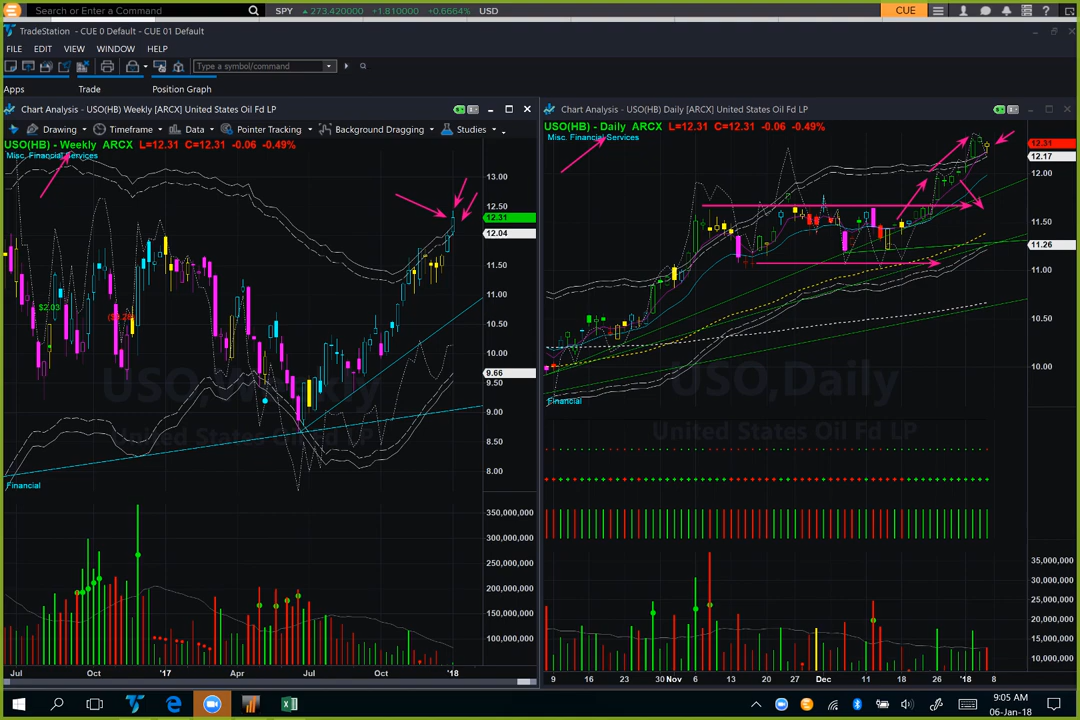 Search or Enter a Command
SPY 273.420000 +1.810000 +0.6664% USD
CUE
TradeStation - CUE 0 Default - CUE 01 Default
FILE EDIT VIEW WINDOW HELP
Type a symbol/command
Apps Trade Position Graph
Chart Analysis - USO(HB) Weekly [ARCX] United States Oil Fd LP
Drawing Timeframe Data Pointer Tracking Background Dragging Studies
USO(HB) - Weekly ARCX L=12.31 C=12.31 -0.06 -0.49%
Misc. Financial Services
13.00
12.50
12.31
12.04
11.50
11.00
10.50
10.00
9.66
9.50
9.00
8.50
8.00
$2.03
USO,Weekly
United States Oil Fd LP
Financial
350,000,000
300,000,000
250,000,000
200,000,000
150,000,000
100,000,000
Jul Oct '17 Apr Jul Oct '18
Chart Analysis - USO(HB) Daily [ARCX] United States Oil Fd LP
USO(HB) - Daily ARCX L=12.31 C=12.31 -0.06 -0.49%
Misc. Financial Services
12.31
12.17
12.00
11.50
11.26
11.00
10.50
10.00
USO,Daily
United States Oil Fd LP
Financial
35,000,000
30,000,000
25,000,000
20,000,000
15,000,000
10,000,000
9 16 23 30 Nov 6 13 20 27 Dec 11 18 26 '18 8
9:05 AM
06-Jan-18